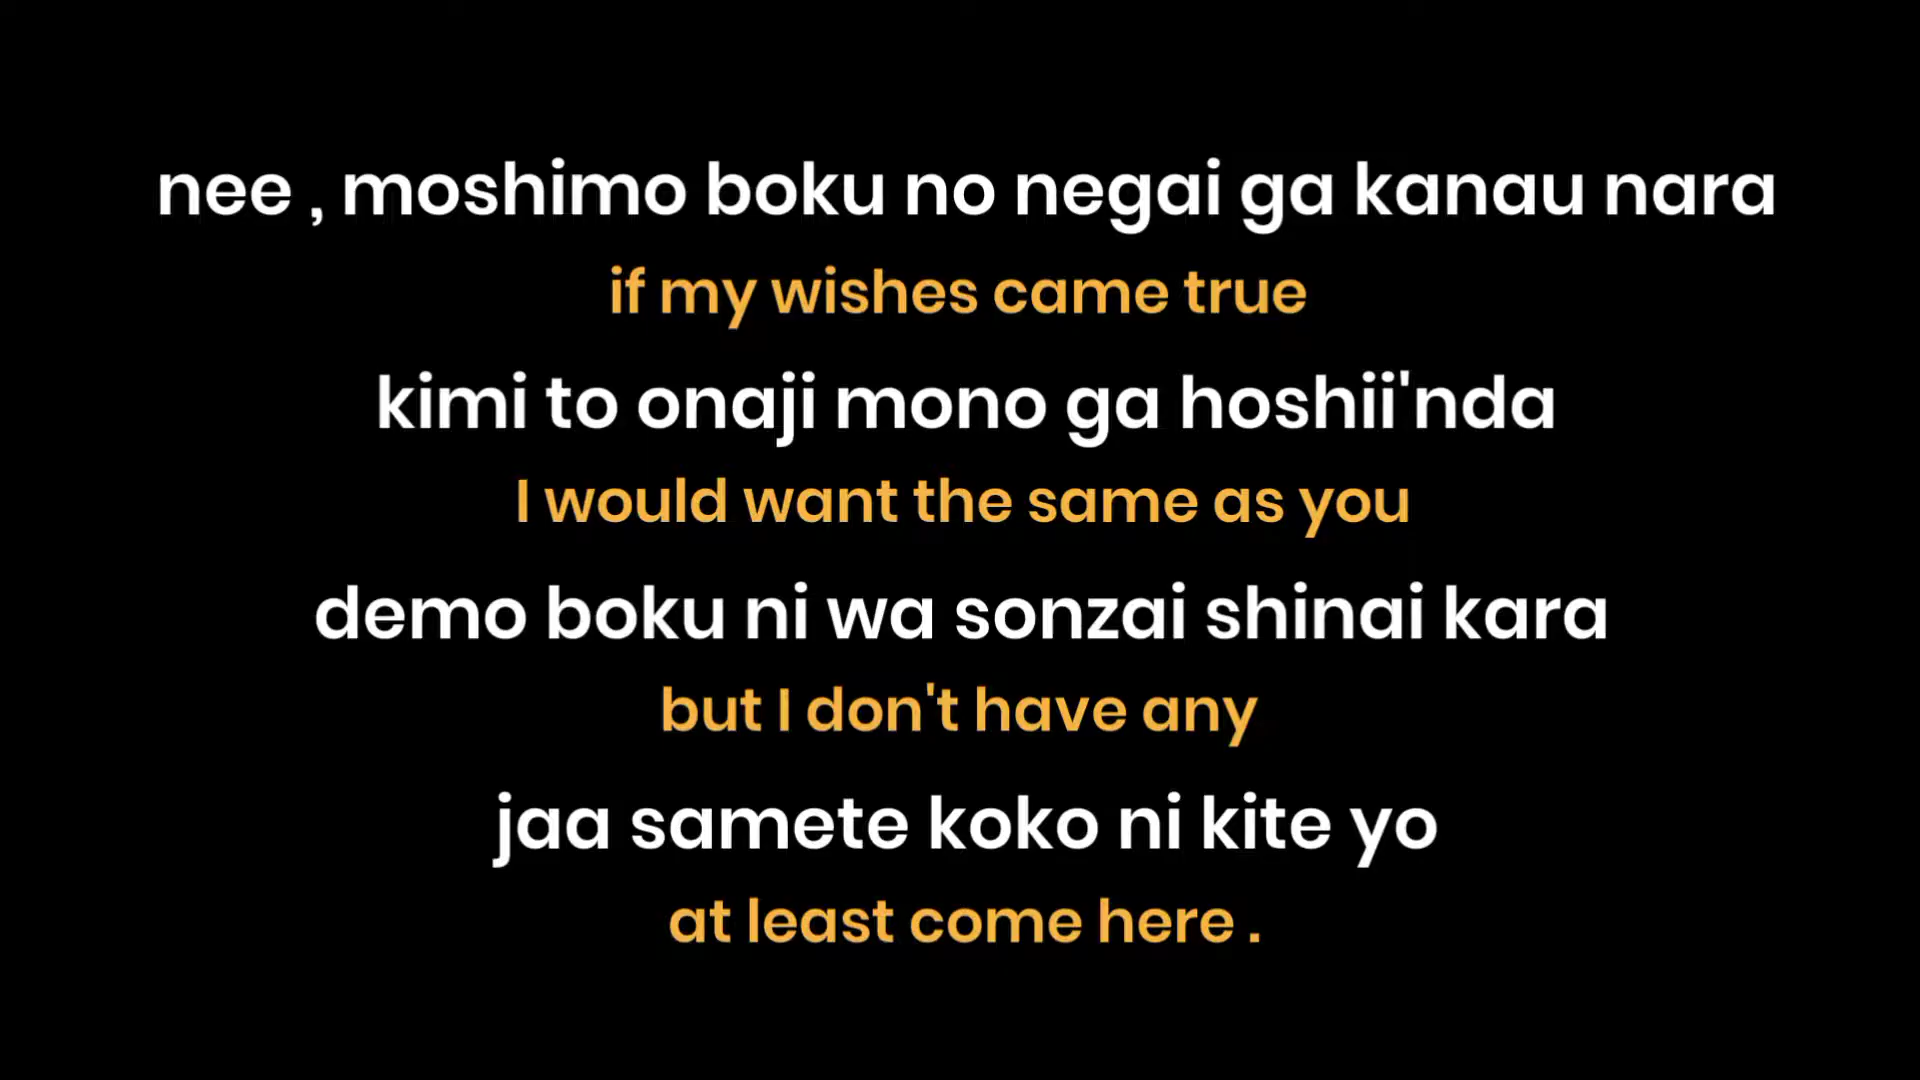 nee , moshimo boku no negai ga kanau nara
if my wishes came true
kimi to onaji mono ga hoshii'nda
I would want the same as you
demo boku ni wa sonzai shinai kara
but I don't have any
jaa samete koko ni kite yo
at least come here .